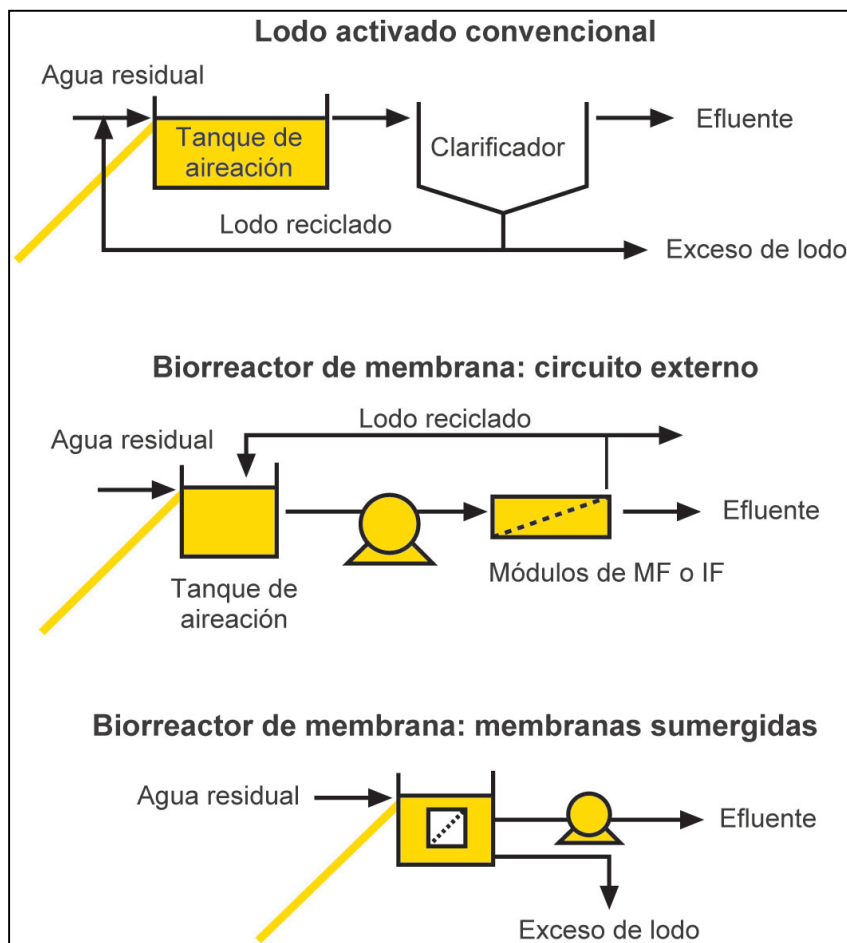 Lodo activado convencional
Agua residual
Tanque de
aireación
Clarificador
Efluente
Lodo reciclado
Exceso de lodo
Biorreactor de membrana: circuito externo
Lodo reciclado
Agua residual
Efluente
Módulos de MF o IF
Tanque de
aireación
Biorreactor de membrana: membranas sumergidas
Agua residual
Efluente
Exceso de lodo